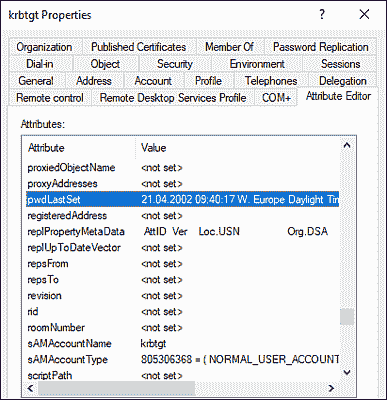 krbtgt Properties
Organization Published Certificates Member Of Password Replication
Dial-in Object Security Environment Sessions
General Address Account Profile Telephones Delegation
Remote control Remote Desktop Services Profile COM+ Attribute Editor
Attributes:
Attribute Value
proxiedObjectName <not set>
proxyAddresses <not set>
pwdLastSet 21.04.2002 09:40:17 W. Europe Daylight Tim
registeredAddress <not set>
replPropertyMetaData AttID Ver Loc.USN Org.DSA
replUpToDateVector <not set>
repsFrom <not set>
repsTo <not set>
revision <not set>
rid <not set>
roomNumber <not set>
sAMAccountName krbtgt
sAMAccountType 805306368 = ( NORMAL_USER_ACCOUNT
scriptPath <not set>